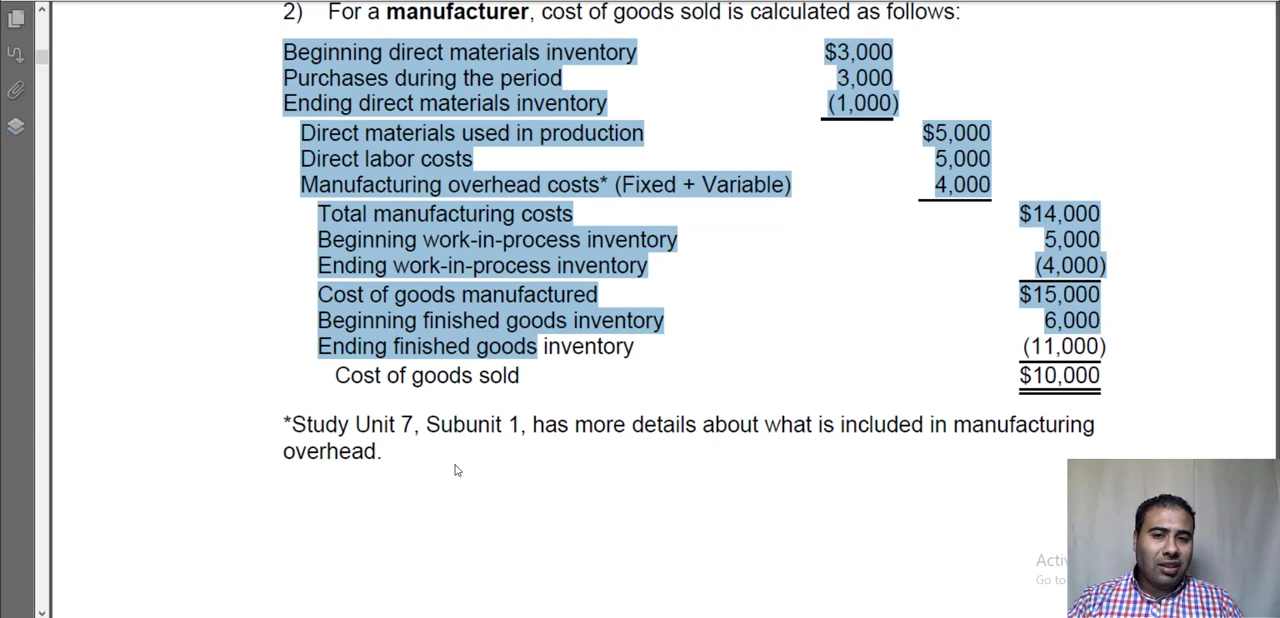 2) For a manufacturer, cost of goods sold is calculated as follows:
Beginning direct materials inventory $3,000
Purchases during the period 3,000
Ending direct materials inventory (1,000)
Direct materials used in production $5,000
Direct labor costs 5,000
Manufacturing overhead costs* (Fixed + Variable) 4,000
Total manufacturing costs $14,000
Beginning work-in-process inventory 5,000
Ending work-in-process inventory (4,000)
Cost of goods manufactured $15,000
Beginning finished goods inventory 6,000
Ending finished goods inventory (11,000)
Cost of goods sold $10,000
*Study Unit 7, Subunit 1, has more details about what is included in manufacturing
overhead.
Go to